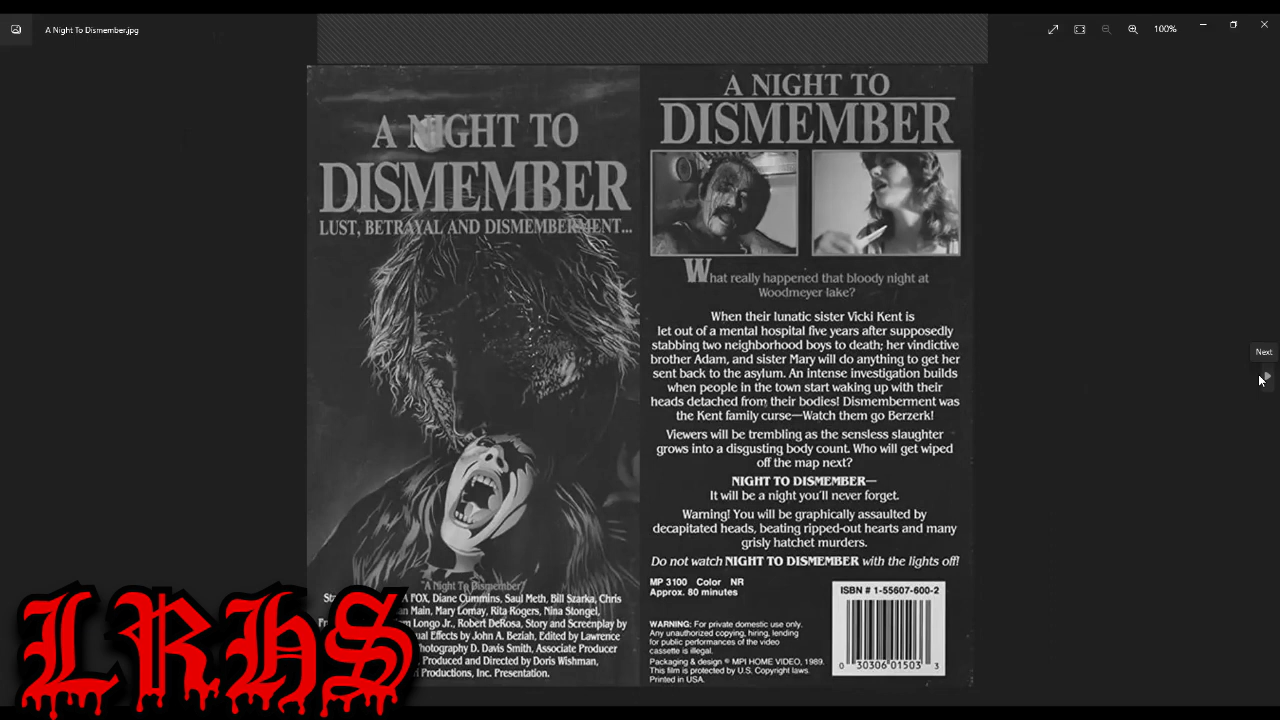 A Night To Dismember.jpg
100%
A NIGHT TO
DISMEMBER
LUST, BETRAYAL AND DISMEMBERMENT...
"A Night To Dismember"
FOX, Diane Cummins, Saul Meth, Bill Szarka, Chris
Main, Mary Lomay, Rita Rogers, Nina Stongel,
Longo Jr., Robert DeRosa, Story and Screenplay by
Effects by John A. Beziah, Edited by Lawrence
D. Davis Smith, Associate Producer
Produced and Directed by Doris Wishman,
Productions, Inc. Presentation.
A NIGHT TO
DISMEMBER
What really happened that bloody night at
Woodmeyer lake?
When their lunatic sister Vicki Kent is
let out of a mental hospital five years after supposedly
stabbing two neighborhood boys to death; her vindictive
brother Adam, and sister Mary will do anything to get her
sent back to the asylum. An intense investigation builds
when people in the town start waking up with their
heads detached from their bodies! Dismemberment was
the Kent family curse—Watch them go Berzerk!
Viewers will be trembling as the sensless slaughter
grows into a disgusting body count. Who will get wiped
off the map next?
NIGHT TO DISMEMBER—
It will be a night you'll never forget.
Warning! You will be graphically assaulted by
decapitated heads, beating ripped-out hearts and many
grisly hatchet murders.
Do not watch NIGHT TO DISMEMBER with the lights off!
MP 3100 Color NR
Approx. 80 minutes
WARNING: For private domestic use only.
Any unauthorized copying, hiring, lending
for public performances of the video
cassette is illegal.
Packaging & design © MPI HOME VIDEO, 1989.
This film is protected by U.S. Copyright laws.
Printed in USA.
ISBN # 1-55607-600-2
0 30306 01503 3
Next
LRHS